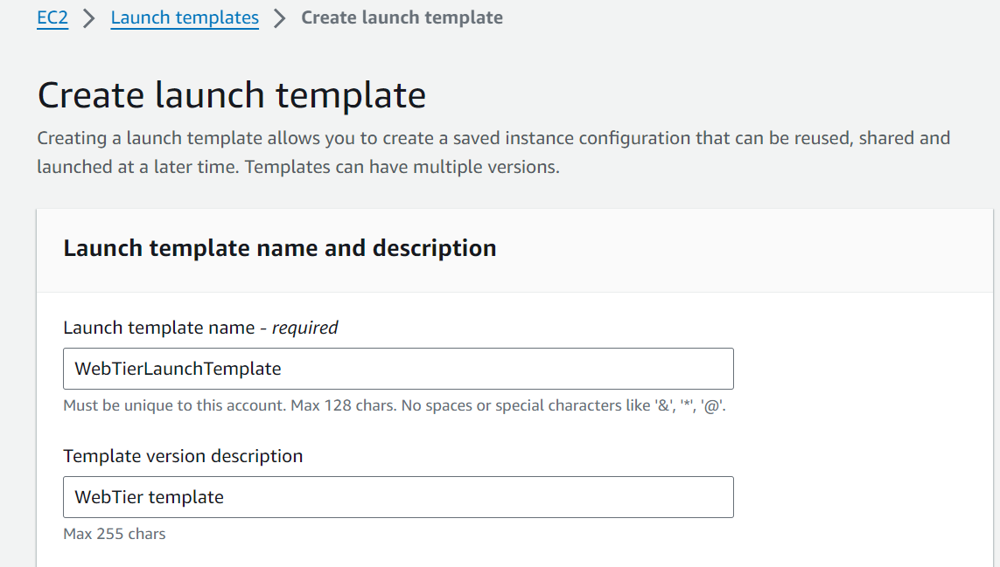 EC2 > Launch templates > Create launch template
Create launch template
Creating a launch template allows you to create a saved instance configuration that can be reused, shared and
launched at a later time. Templates can have multiple versions.
Launch template name and description
Launch template name - required
WebTierLaunchTemplate
Must be unique to this account. Max 128 chars. No spaces or special characters like '&', '*', '@'.
Template version description
WebTier template
Max 255 chars